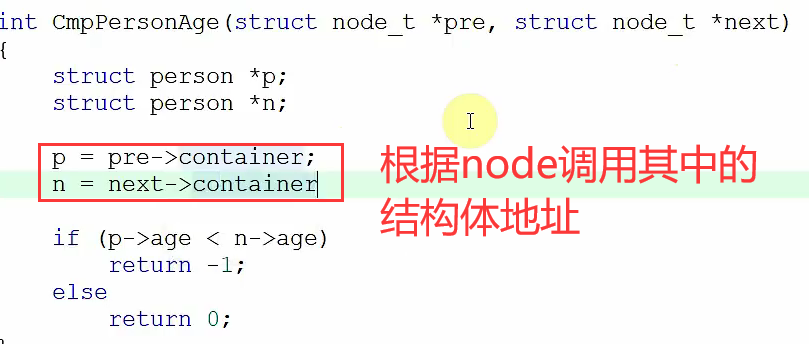 int CmpPersonAge(struct node_t *pre, struct node_t *next)
{
    struct person *p;
    struct person *n;
    p = pre->container;
    n = next->container
根据node调用其中的
结构体地址
    if (p->age < n->age)
        return -1;
    else
        return 0;